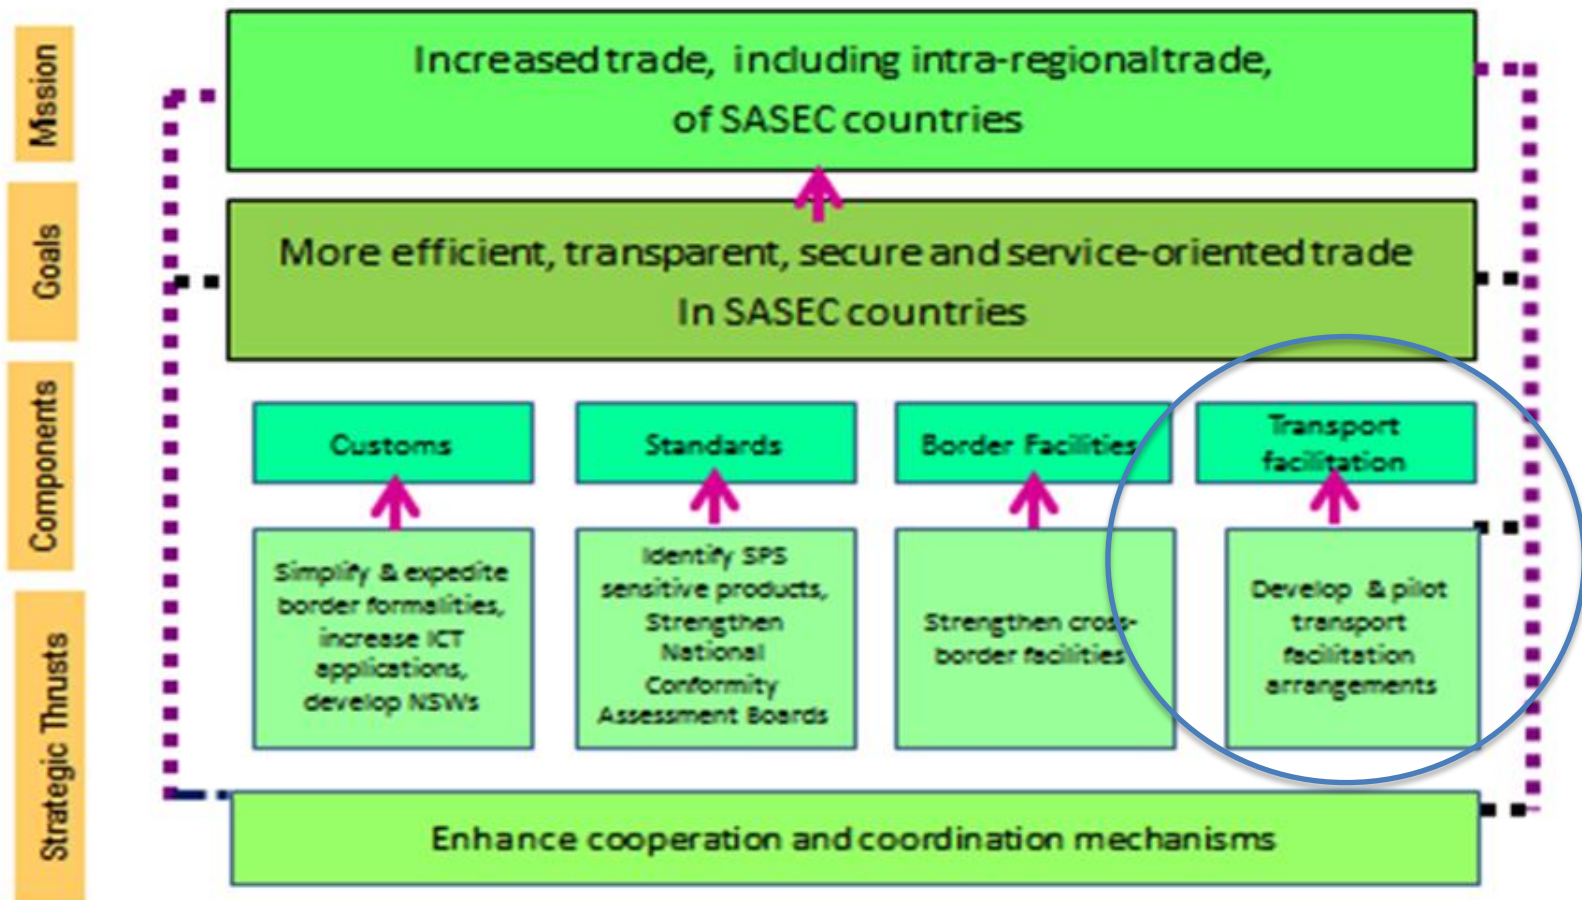 Mission
Increased trade, including intra-regional trade,
of SASEC countries
Goals
More efficient, transparent, secure and service-oriented trade
In SASEC countries
Components
Customs
Standards
Border Facilities
Transport
facilitation
Strategic Thrusts
Simplify & expedite
border formalities,
increase ICT
applications,
develop NSWs
Identify SPS
sensitive products,
Strengthen
National
Conformity
Assessment Boards
Strengthen cross-
border facilities
Develop & pilot
transport
facilitation
arrangements
Enhance cooperation and coordination mechanisms